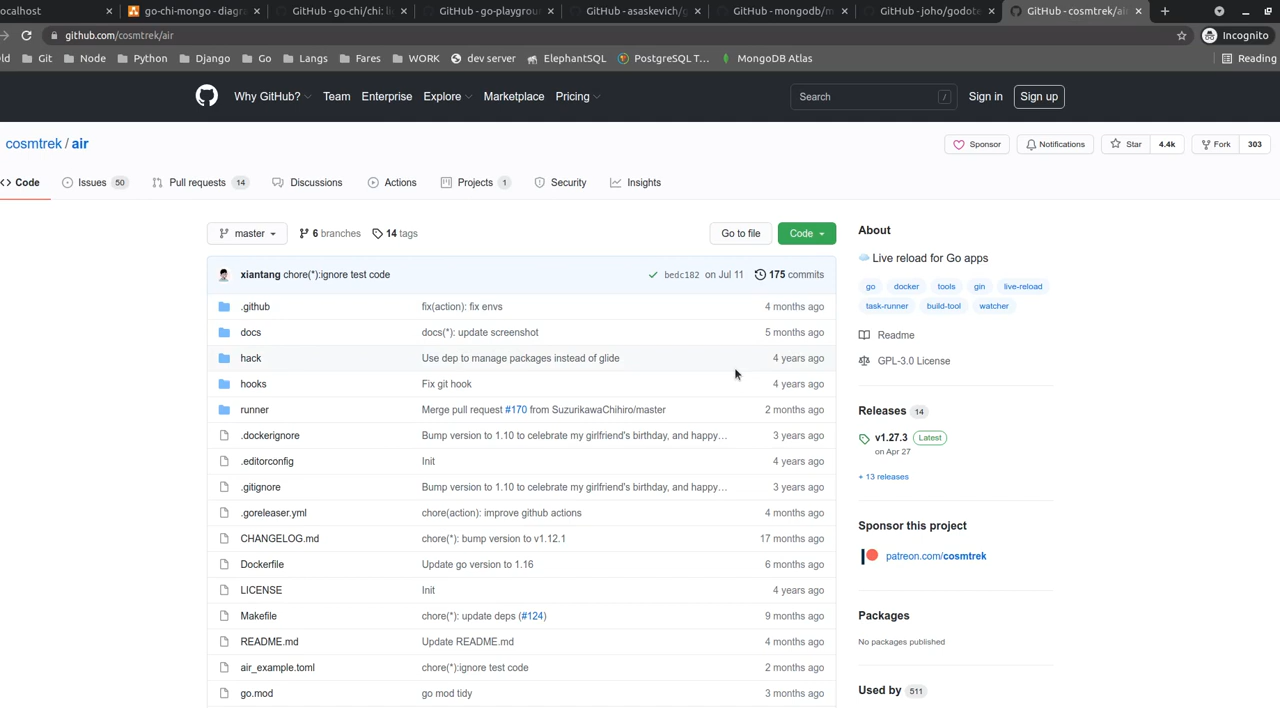 ocalhost
go-chi-mongo - diagra
GitHub - go-chi/chi: li
GitHub - go-playgroun
GitHub - asaskevich/g
GitHub - mongodb/m
GitHub - joho/godote
GitHub - cosmtrek/ai
github.com/cosmtrek/air
Incognito
ld Git Node Python Django Go Langs Fares WORK dev server ElephantSQL PostgreSQL T... MongoDB Atlas Reading
Why GitHub? Team Enterprise Explore Marketplace Pricing Search / Sign in Sign up
cosmtrek / air
Sponsor Notifications Star 4.4k Fork 303
<> Code Issues 50 Pull requests 14 Discussions Actions Projects 1 Security Insights
master 6 branches 14 tags Go to file Code
xiantang chore(*):ignore test code bedc182 on Jul 11 175 commits
.github fix(action): fix envs 4 months ago
docs docs(*): update screenshot 5 months ago
hack Use dep to manage packages instead of glide 4 years ago
hooks Fix git hook 4 years ago
runner Merge pull request #170 from SuzurikawaChihiro/master 2 months ago
.dockerignore Bump version to 1.10 to celebrate my girlfriend's birthday, and happy... 3 years ago
.editorconfig Init 4 years ago
.gitignore Bump version to 1.10 to celebrate my girlfriend's birthday, and happy... 3 years ago
.goreleaser.yml chore(action): improve github actions 4 months ago
CHANGELOG.md chore(*): bump version to v1.12.1 17 months ago
Dockerfile Update go version to 1.16 6 months ago
LICENSE Init 4 years ago
Makefile chore(*): update deps (#124) 9 months ago
README.md Update README.md 4 months ago
air_example.toml chore(*):ignore test code 2 months ago
go.mod go mod tidy 3 months ago
About
Live reload for Go apps
go docker tools gin live-reload
task-runner build-tool watcher
Readme
GPL-3.0 License
Releases 14
v1.27.3 Latest
on Apr 27
+ 13 releases
Sponsor this project
patreon.com/cosmtrek
Packages
No packages published
Used by 511